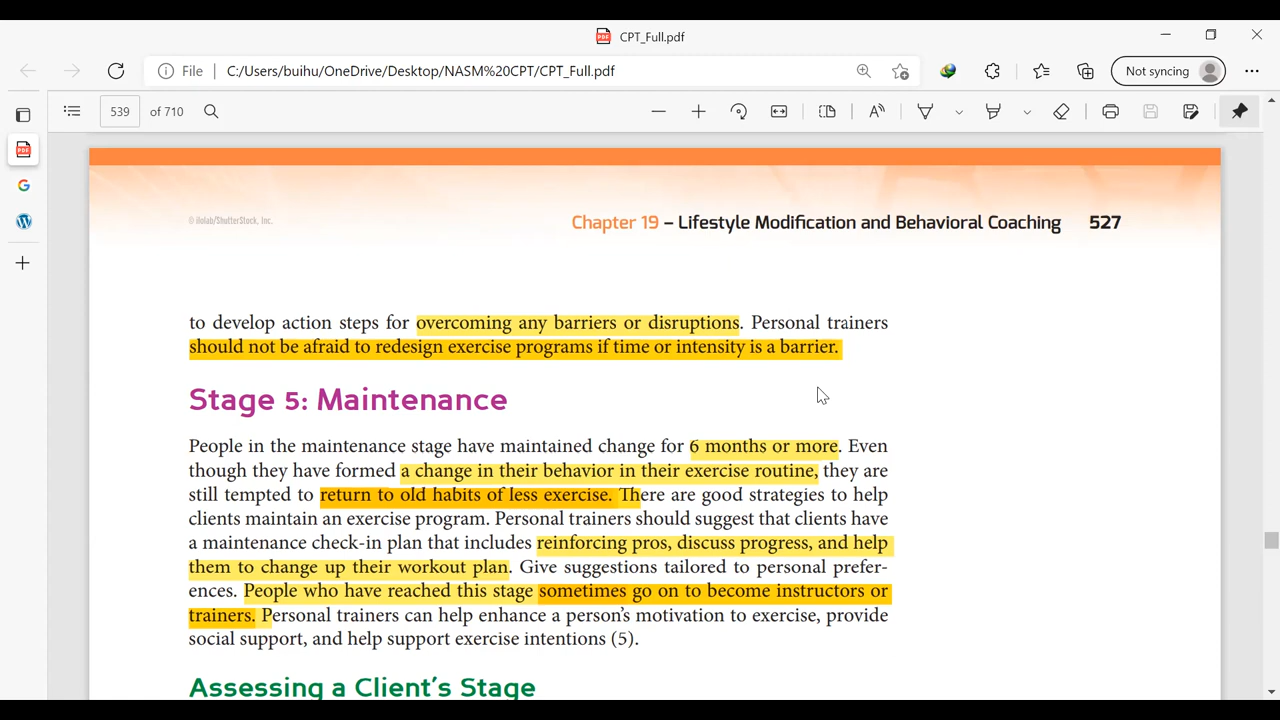 CPT_Full.pdf
File C:/Users/buihu/OneDrive/Desktop/NASM%20CPT/CPT_Full.pdf Not syncing
539 of 710
© ilolab/ShutterStock, Inc.
Chapter 19 – Lifestyle Modification and Behavioral Coaching 527
to develop action steps for overcoming any barriers or disruptions. Personal trainers
should not be afraid to redesign exercise programs if time or intensity is a barrier.
Stage 5: Maintenance
People in the maintenance stage have maintained change for 6 months or more. Even
though they have formed a change in their behavior in their exercise routine, they are
still tempted to return to old habits of less exercise. There are good strategies to help
clients maintain an exercise program. Personal trainers should suggest that clients have
a maintenance check-in plan that includes reinforcing pros, discuss progress, and help
them to change up their workout plan. Give suggestions tailored to personal prefer-
ences. People who have reached this stage sometimes go on to become instructors or
trainers. Personal trainers can help enhance a person's motivation to exercise, provide
social support, and help support exercise intentions (5).
Assessing a Client's Stage